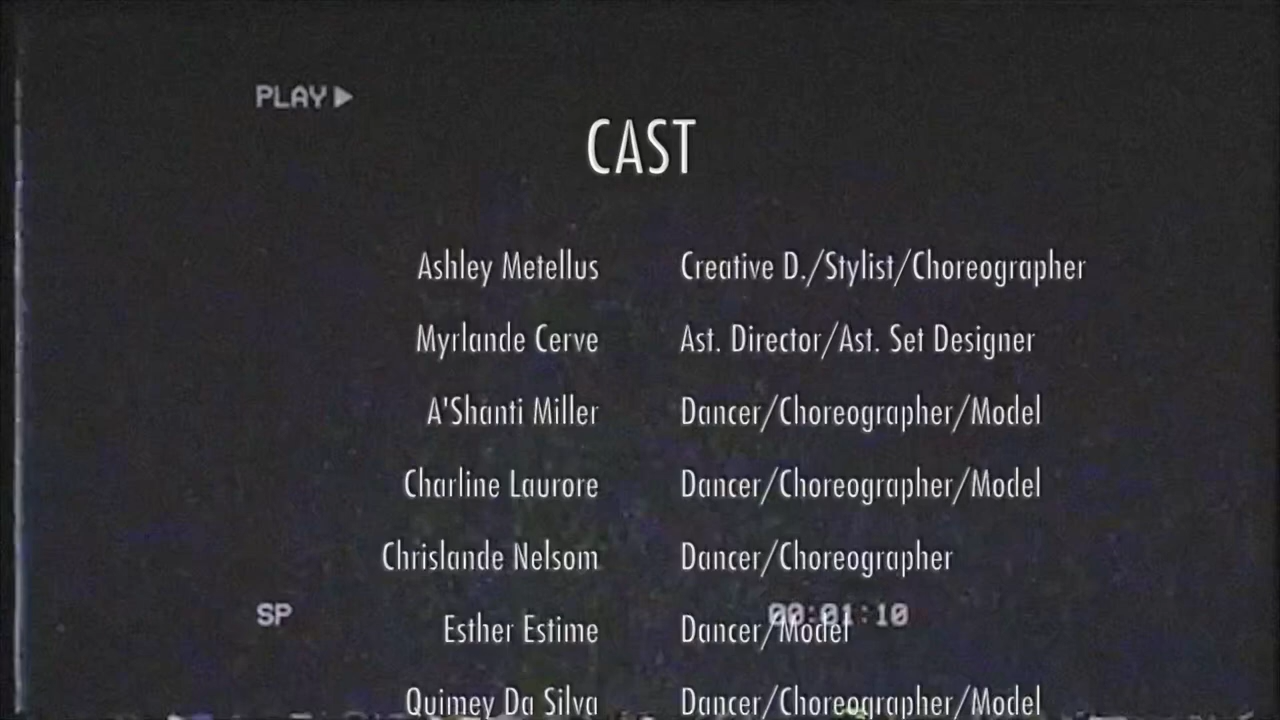 PLAY
CAST
Ashley Metellus Creative D./Stylist/Choreographer
Myrlande Cerve Ast. Director/Ast. Set Designer
A'Shanti Miller Dancer/Choreographer/Model
Charline Laurore Dancer/Choreographer/Model
Chrislande Nelsom Dancer/Choreographer
SP 00:01:10
Esther Estime Dancer/Model
Quimey Da Silva Dancer/Choreographer/Model